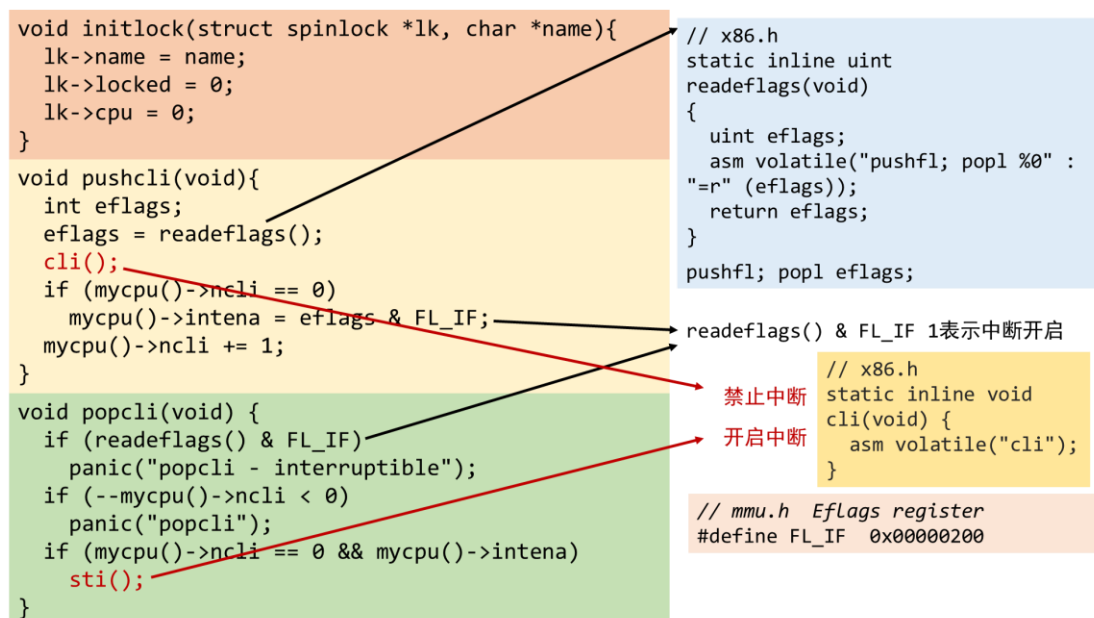 void initlock(struct spinlock *lk, char *name){
  lk->name = name;
  lk->locked = 0;
  lk->cpu = 0;
}
void pushcli(void){
  int eflags;
  eflags = readeflags();
  cli();
  if (mycpu()->ncli == 0)
    mycpu()->intena = eflags & FL_IF;
  mycpu()->ncli += 1;
}
void popcli(void) {
  if (readeflags() & FL_IF)
    panic("popcli - interruptible");
  if (--mycpu()->ncli < 0)
    panic("popcli");
  if (mycpu()->ncli == 0 && mycpu()->intena)
    sti();
}
// x86.h
static inline uint
readeflags(void)
{
  uint eflags;
  asm volatile("pushfl; popl %0" :
"=r" (eflags));
  return eflags;
}
pushfl; popl eflags;
readeflags() & FL_IF 1表示中断开启
禁止中断
开启中断
// x86.h
static inline void
cli(void) {
  asm volatile("cli");
}
// mmu.h  Eflags register
#define FL_IF  0x00000200